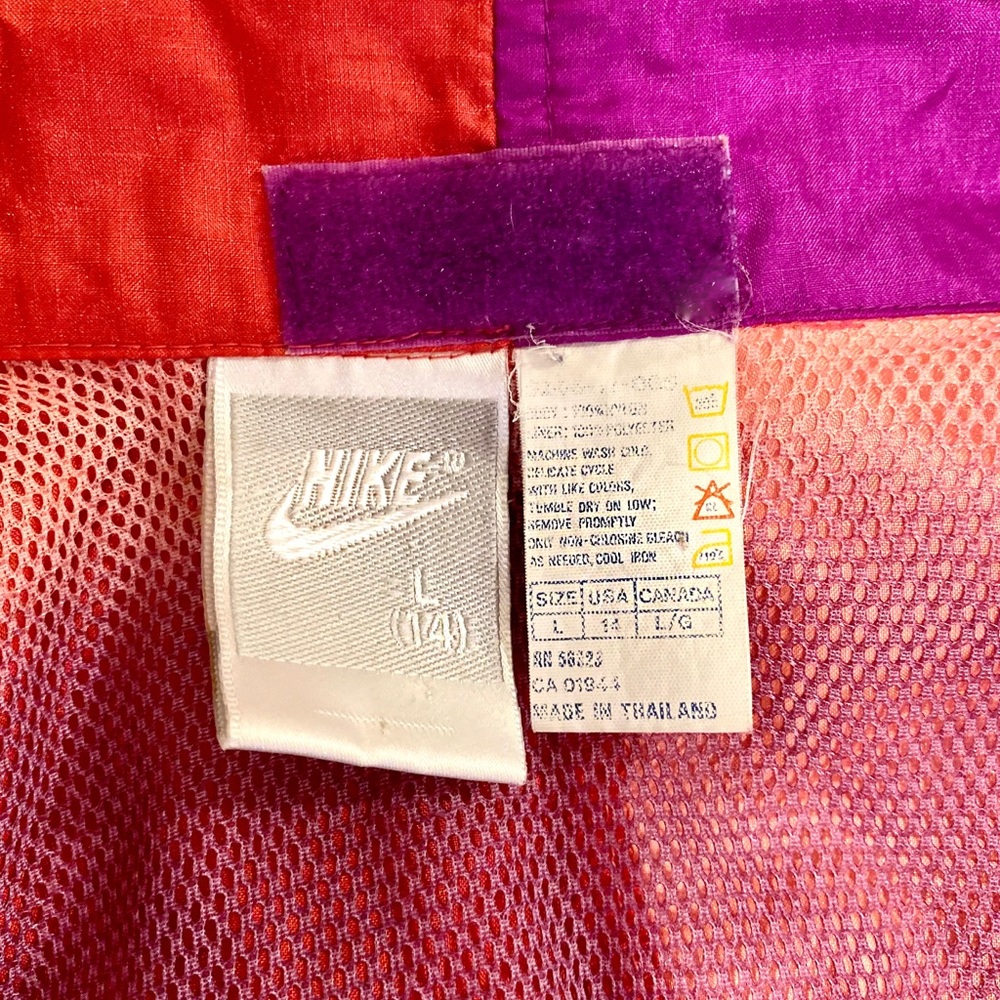 NIKE
L
(14)
BODY: 100% NYLON
LINER: 100% POLYESTER
MACHINE WASH COLD,
DELICATE CYCLE
WITH LIKE COLORS,
TUMBLE DRY ON LOW;
REMOVE PROMPTLY
ONLY NON-CHLORINE BLEACH
AS NEEDED, COOL IRON
SIZE USA CANADA
L 14 L/G
RN 56323
CA 01944
MADE IN THAILAND